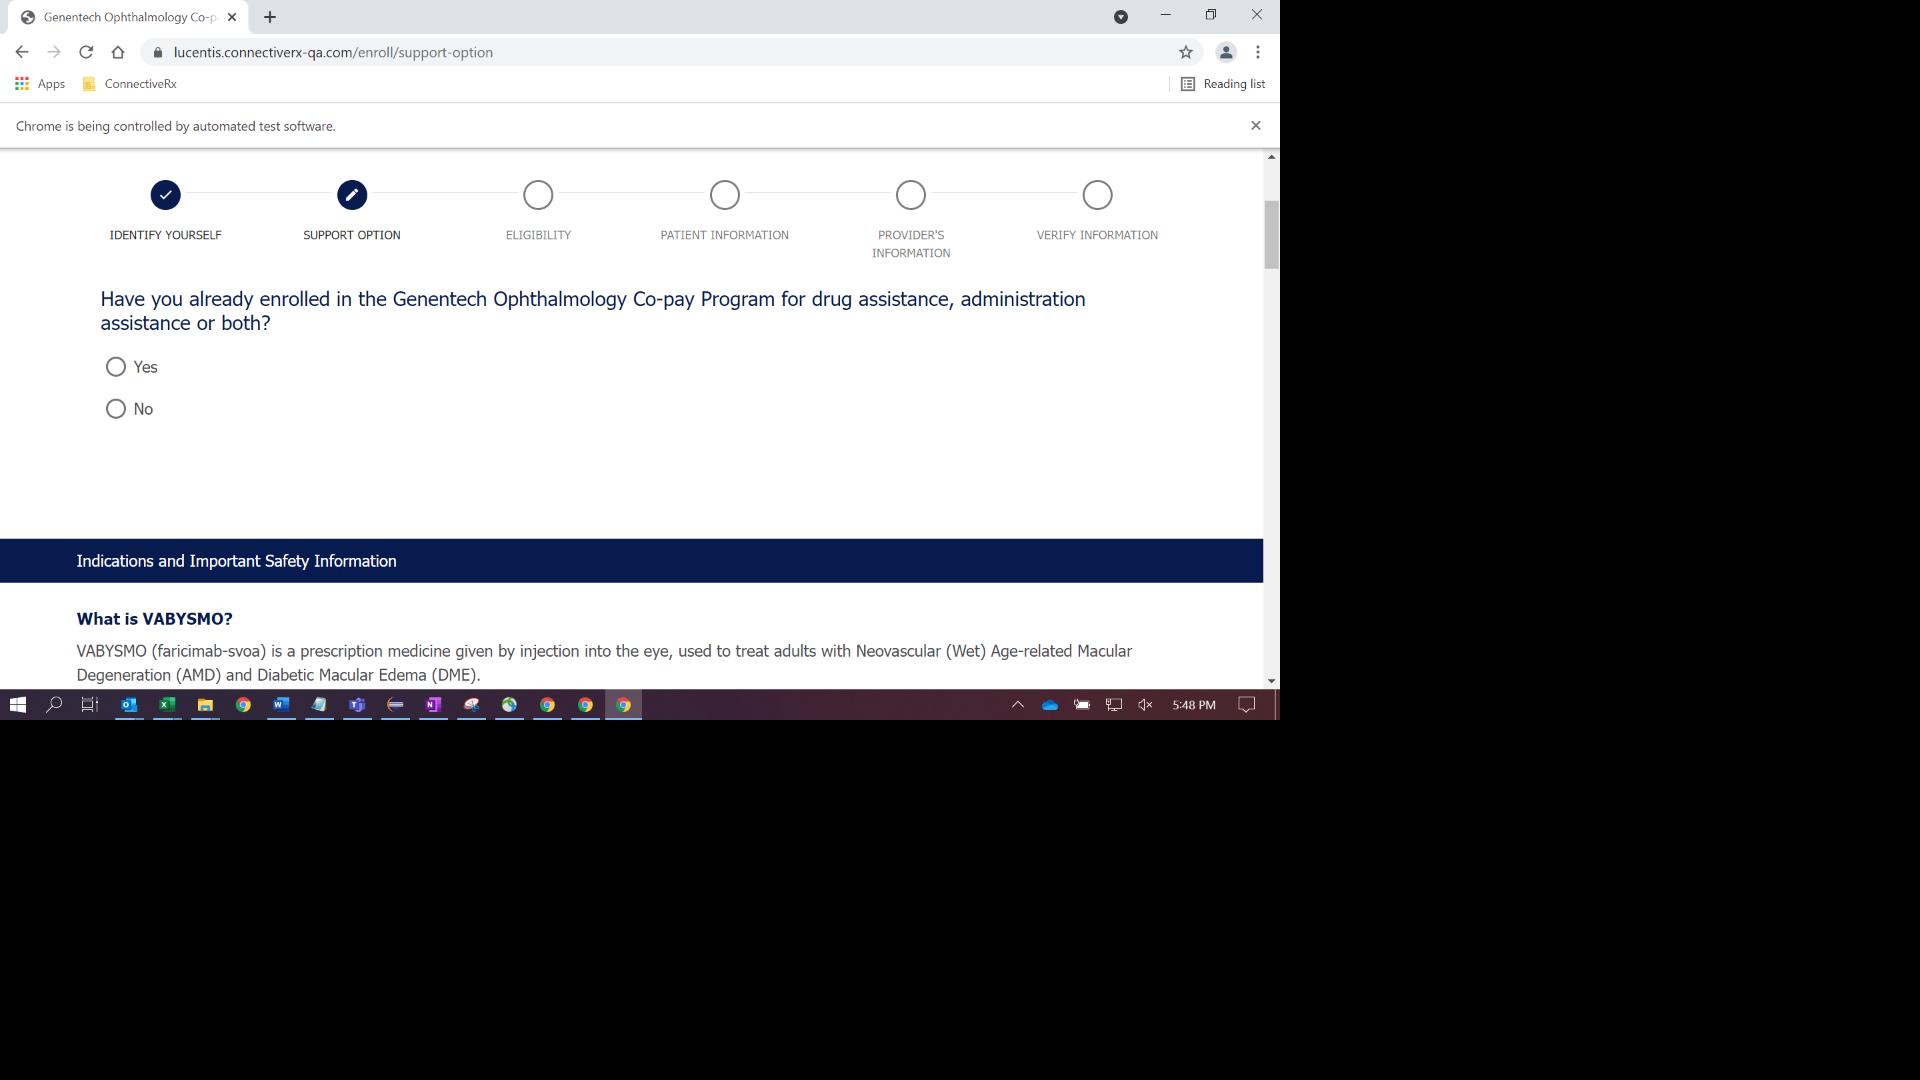 Genentech Ophthalmology Co-p
lucentis.connectiverx-qa.com/enroll/support-option
Apps
ConnectiveRx
Reading list
Chrome is being controlled by automated test software.
IDENTIFY YOURSELF
SUPPORT OPTION
ELIGIBILITY
PATIENT INFORMATION
PROVIDER'S
INFORMATION
VERIFY INFORMATION
Have you already enrolled in the Genentech Ophthalmology Co-pay Program for drug assistance, administration
assistance or both?
Yes
No
Indications and Important Safety Information
What is VABYSMO?
VABYSMO (faricimab-svoa) is a prescription medicine given by injection into the eye, used to treat adults with Neovascular (Wet) Age-related Macular
Degeneration (AMD) and Diabetic Macular Edema (DME).
5:48 PM